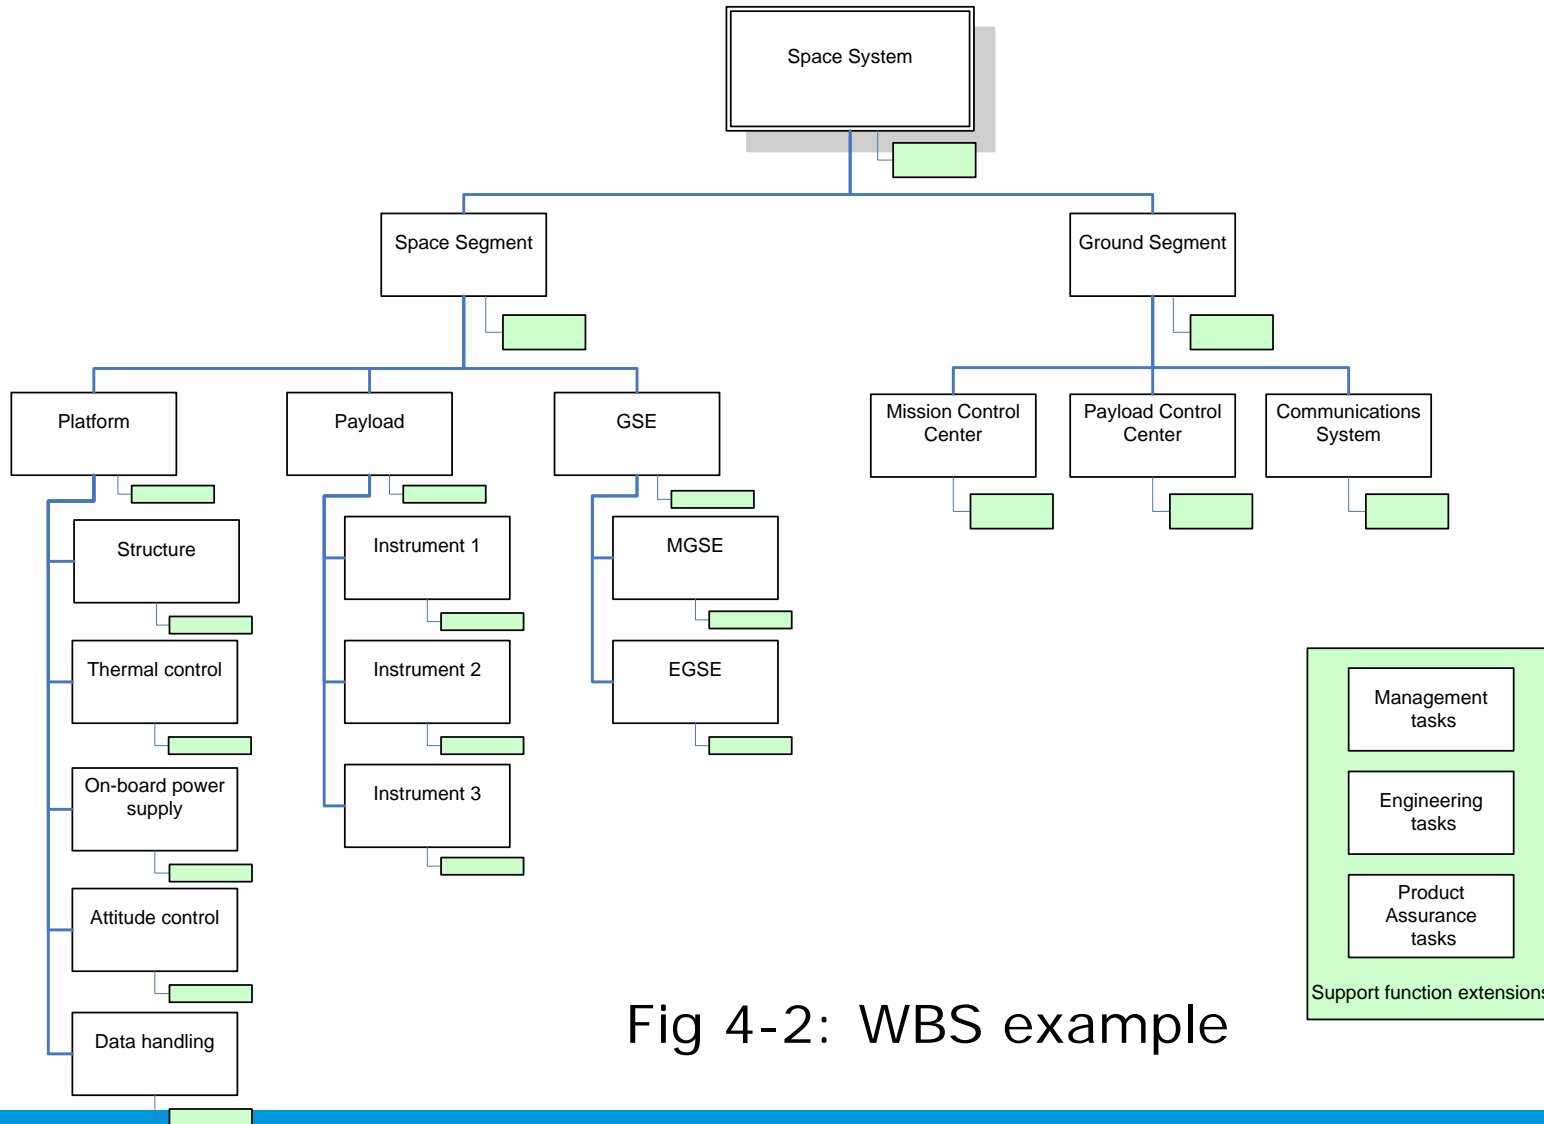 Space System
Space Segment
Ground Segment
Platform
Payload
GSE
Mission Control
Center
Payload Control
Center
Communications
System
Structure
Thermal control
On-board power
supply
Attitude control
Data handling
Instrument 1
Instrument 2
Instrument 3
MGSE
EGSE
Management
tasks
Engineering
tasks
Product
Assurance
tasks
Support function extensions
Fig 4-2: WBS example